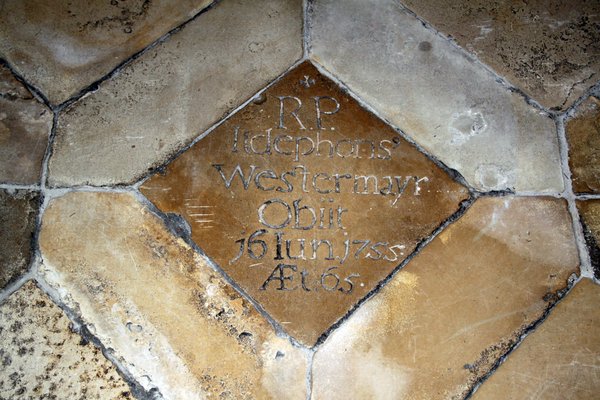 R.P.
Ildephons'
Westermayr
Obiit
16 Iun. 1755
Æt. 65.